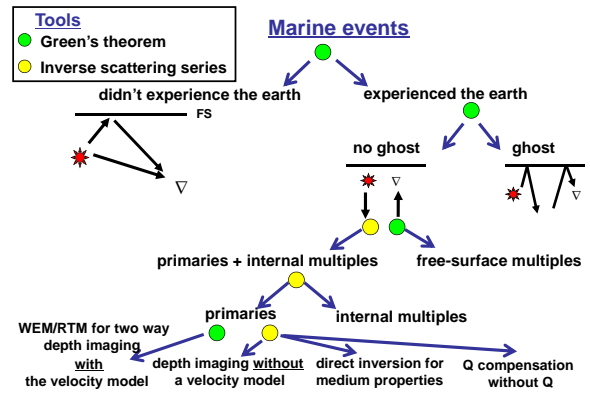 Tools
Green's theorem
Inverse scattering series
Marine events
didn't experience the earth
experienced the earth
FS
no ghost
ghost
∇
∇
∇
primaries + internal multiples
free-surface multiples
primaries
internal multiples
WEM/RTM for two way
depth imaging
with
the velocity model
depth imaging without
a velocity model
direct inversion for
medium properties
Q compensation
without Q